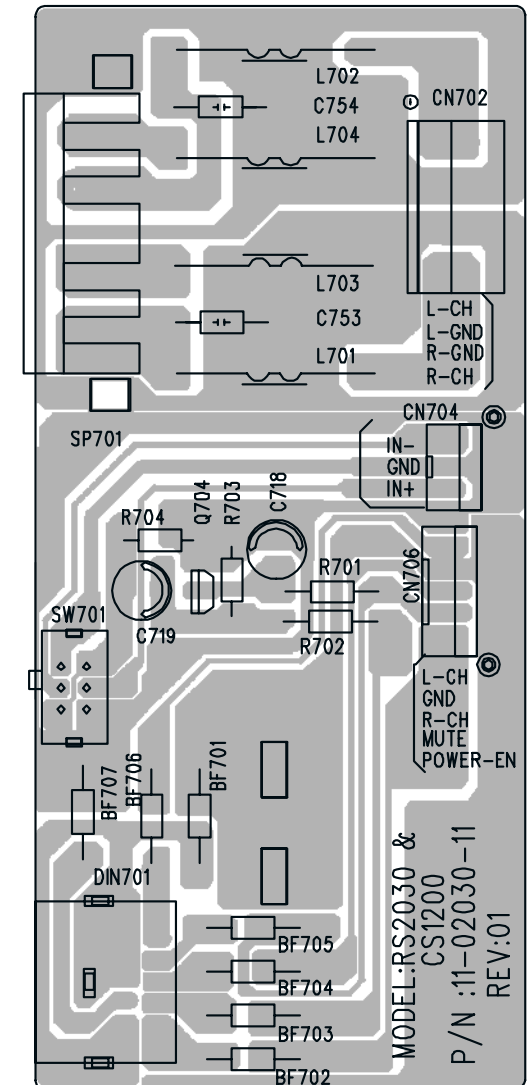 L702
C754
CN702
L704
L703
L-CH
C753
L-GND
R-GND
L701
R-CH
CN704
SP701
IN-
GND
IN+
Q704
R703
C718
R704
R701
CN706
SW701
C719
R702
L-CH
GND
R-CH
MUTE
POWER-EN
BF707
BF706
BF701
DIN701
BF705
BF704
BF703
BF702
MODEL:RS2030 &
CS1200
P/N :11-02030-11
REV:01